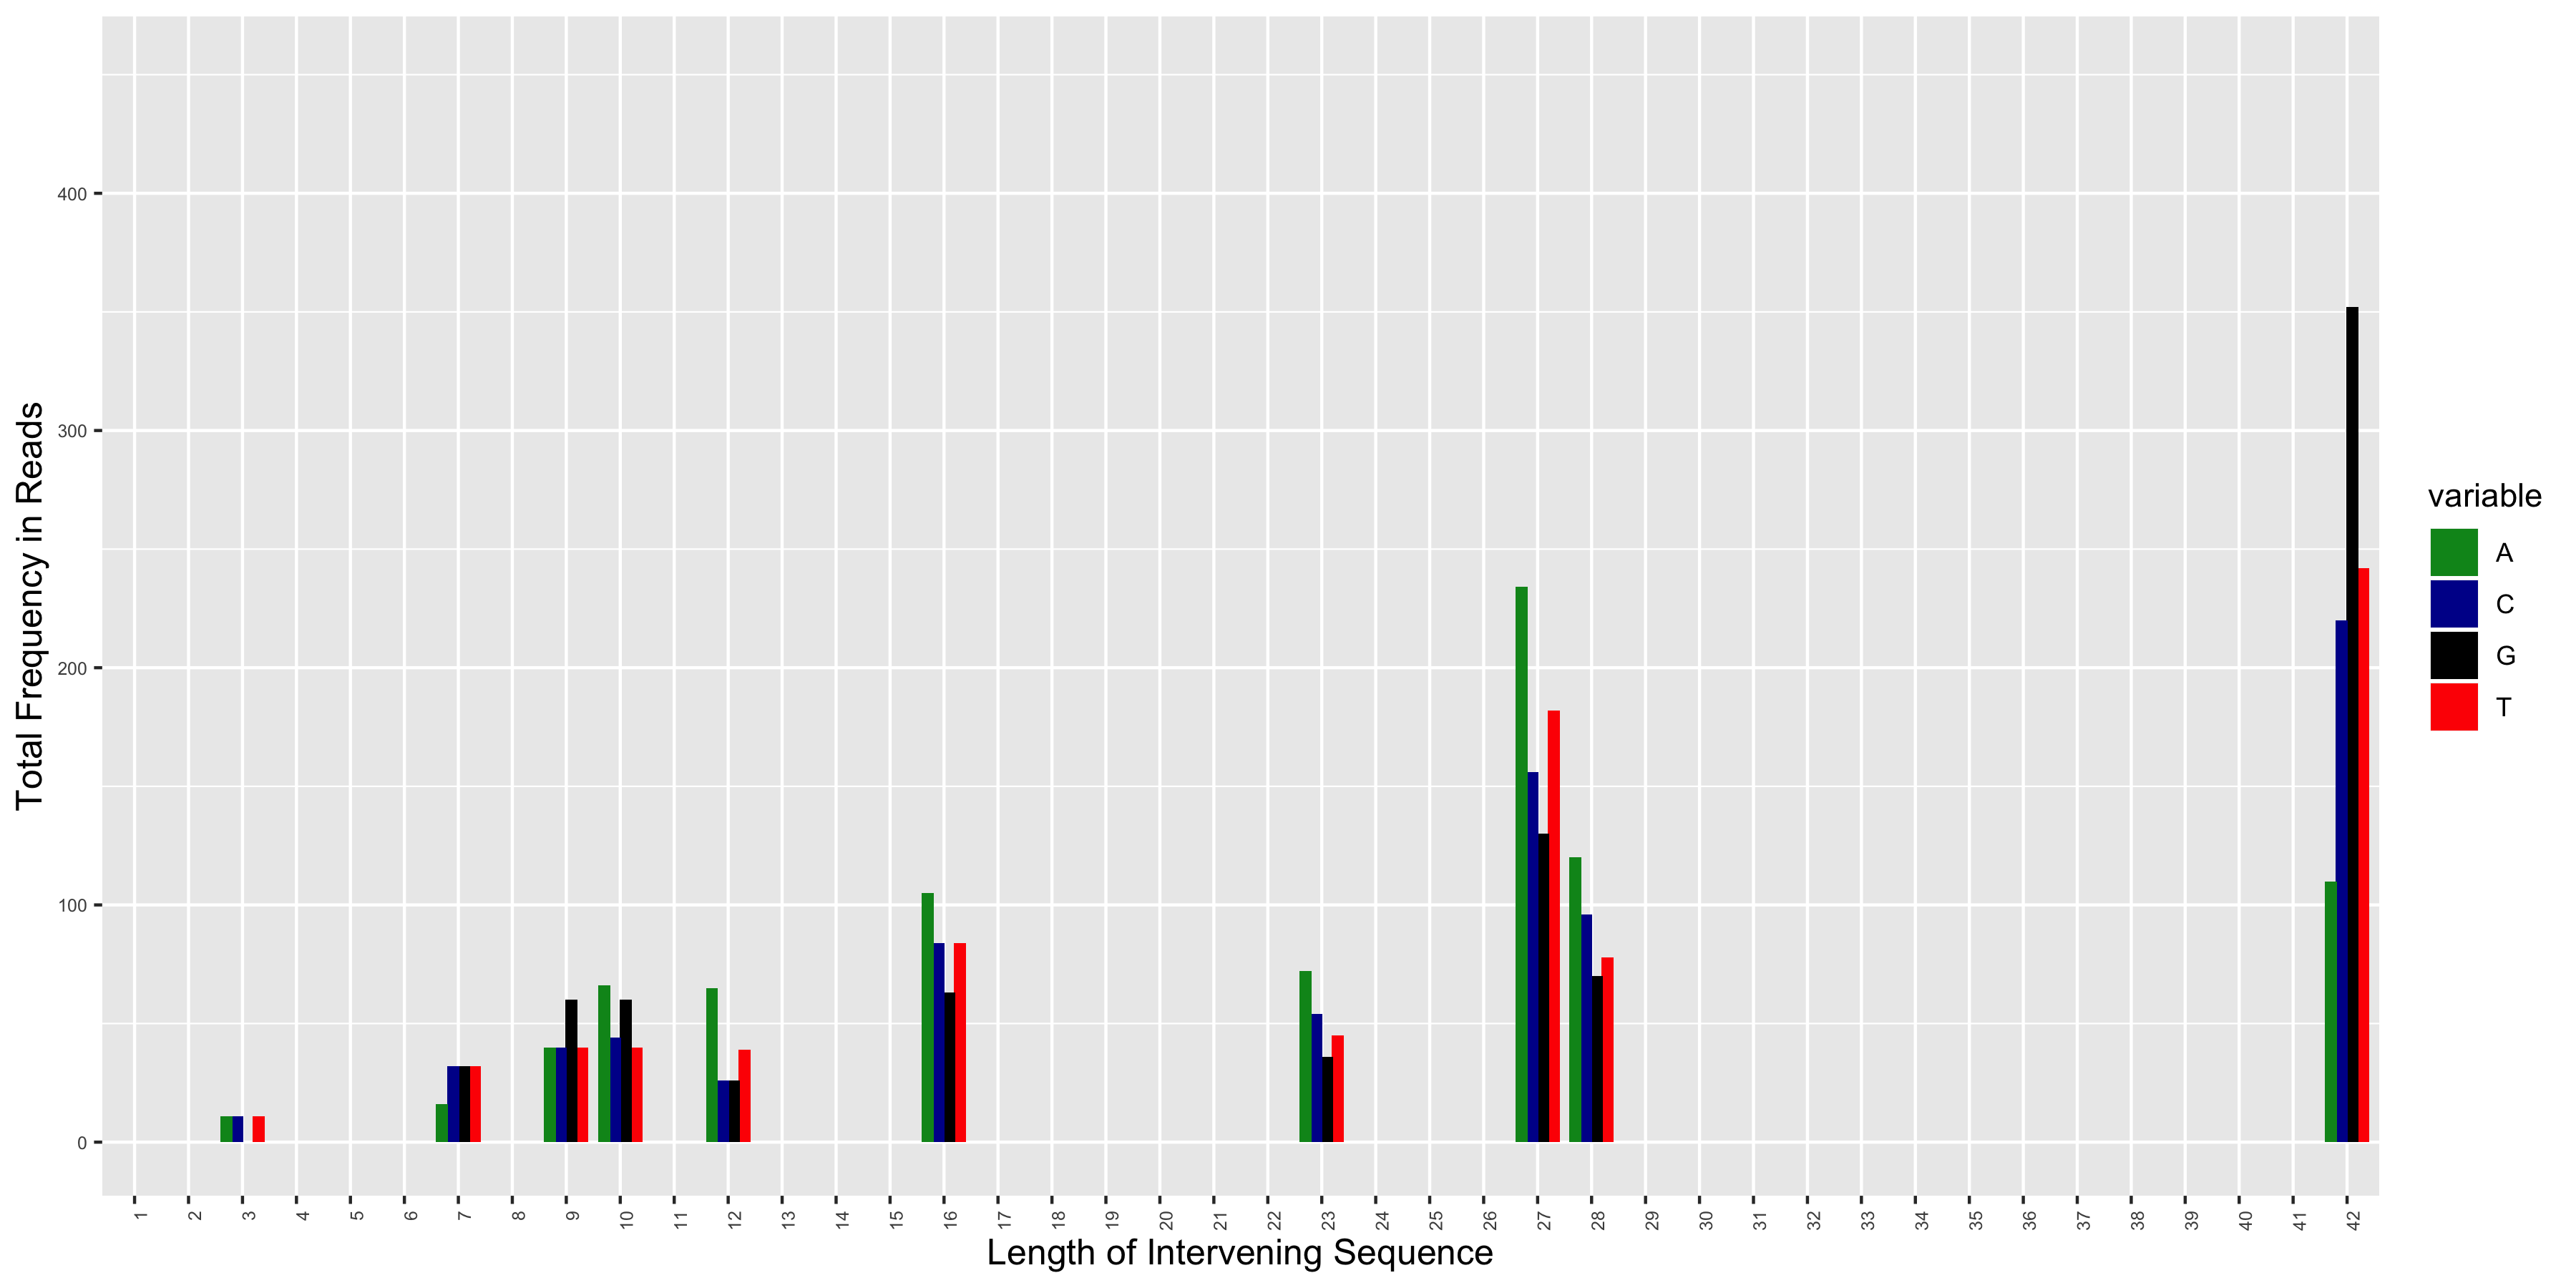 Total Frequency in Reads
400
300
200
100
0
1 2 3 4 5 6 7 8 9 10 11 12 13 14 15 16 17 18 19 20 21 22 23 24 25 26 27 28 29 30 31 32 33 34 35 36 37 38 39 40 41 42
Length of Intervening Sequence
variable
A
C
G
T